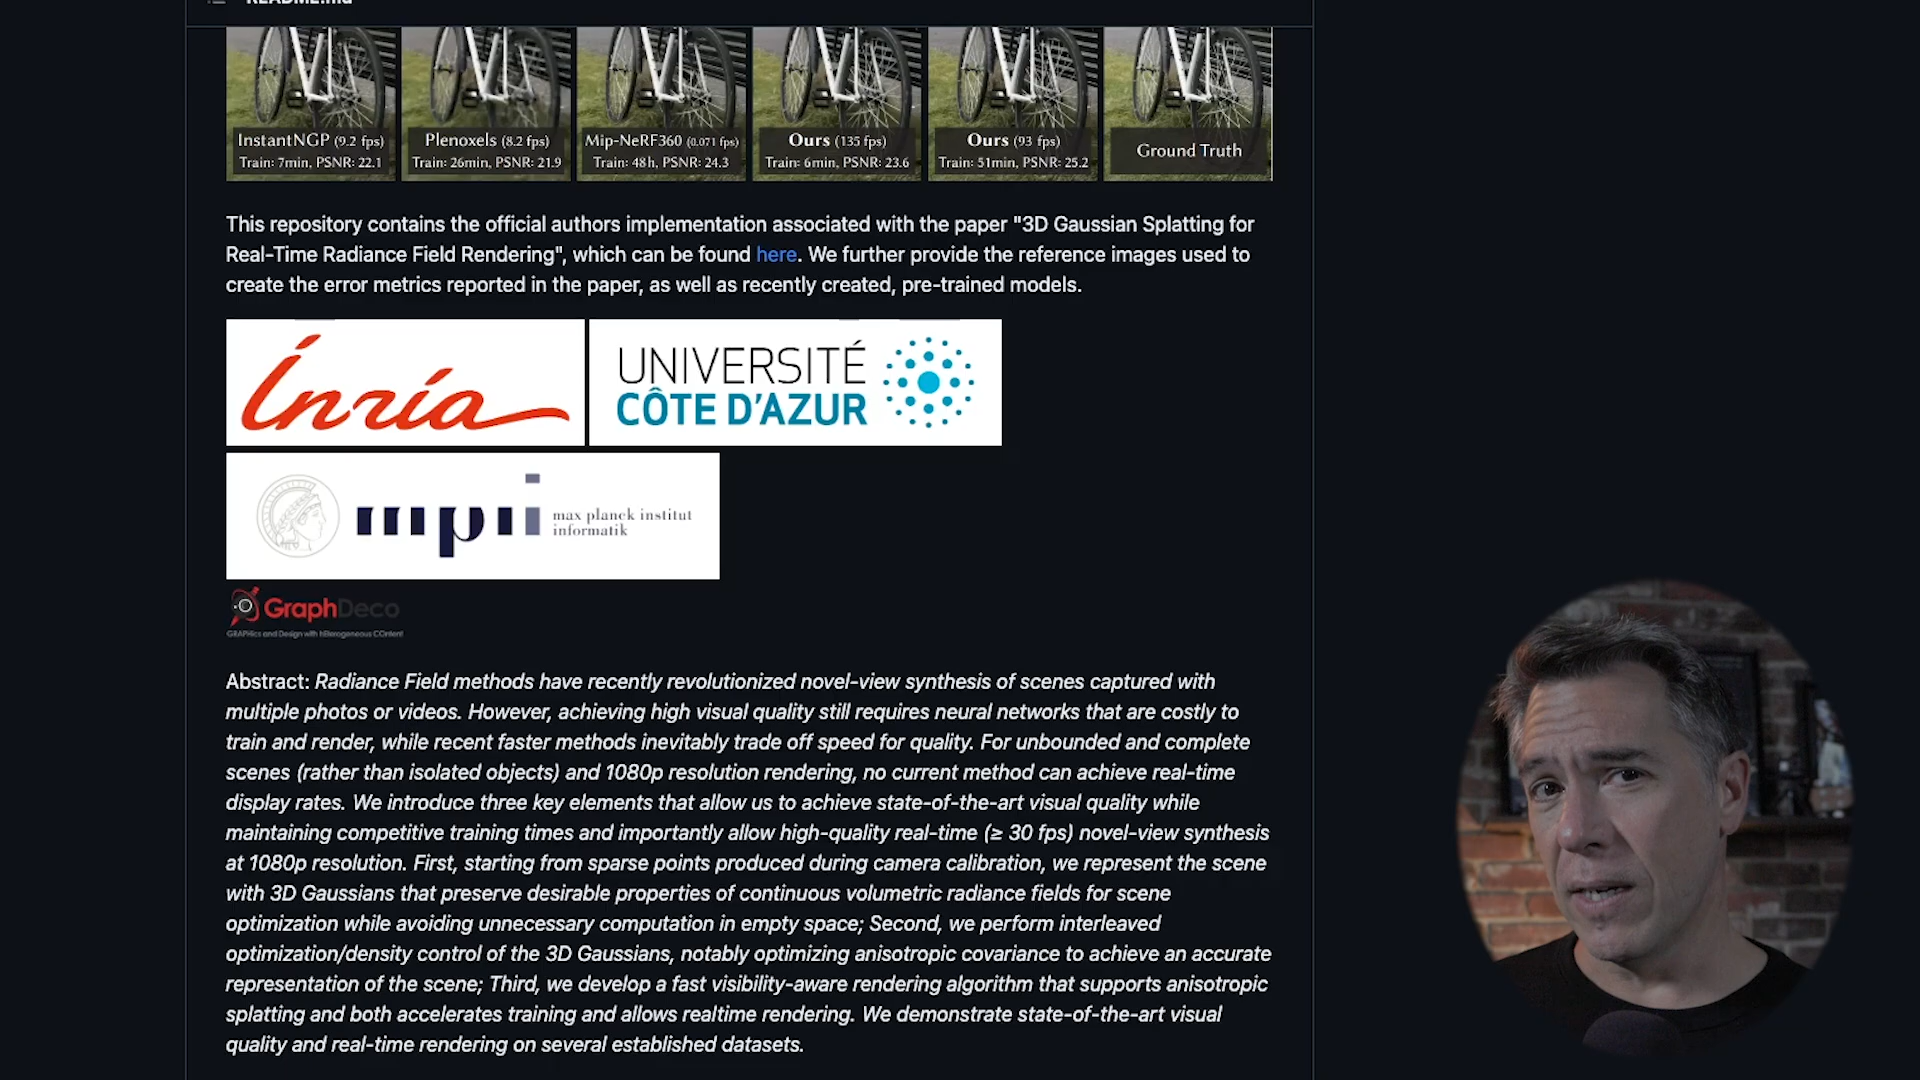 README.md
InstantNGP (9.2 fps)
Train: 7min, PSNR: 22.1
Plenoxels (8.2 fps)
Train: 26min, PSNR: 21.9
Mip-NeRF360 (0.071 fps)
Train: 48h, PSNR: 24.3
Ours (135 fps)
Train: 6min, PSNR: 23.6
Ours (93 fps)
Train: 51min, PSNR: 25.2
Ground Truth
This repository contains the official authors implementation associated with the paper "3D Gaussian Splatting for
Real-Time Radiance Field Rendering", which can be found here. We further provide the reference images used to
create the error metrics reported in the paper, as well as recently created, pre-trained models.
Inría
UNIVERSITÉ
CÔTE D'AZUR
mpii
max planck institut
informatik
GraphDeco
GRAPHics and DEsign with hEterogeneous COntent
Abstract: Radiance Field methods have recently revolutionized novel-view synthesis of scenes captured with
multiple photos or videos. However, achieving high visual quality still requires neural networks that are costly to
train and render, while recent faster methods inevitably trade off speed for quality. For unbounded and complete
scenes (rather than isolated objects) and 1080p resolution rendering, no current method can achieve real-time
display rates. We introduce three key elements that allow us to achieve state-of-the-art visual quality while
maintaining competitive training times and importantly allow high-quality real-time (≥ 30 fps) novel-view synthesis
at 1080p resolution. First, starting from sparse points produced during camera calibration, we represent the scene
with 3D Gaussians that preserve desirable properties of continuous volumetric radiance fields for scene
optimization while avoiding unnecessary computation in empty space; Second, we perform interleaved
optimization/density control of the 3D Gaussians, notably optimizing anisotropic covariance to achieve an accurate
representation of the scene; Third, we develop a fast visibility-aware rendering algorithm that supports anisotropic
splatting and both accelerates training and allows realtime rendering. We demonstrate state-of-the-art visual
quality and real-time rendering on several established datasets.